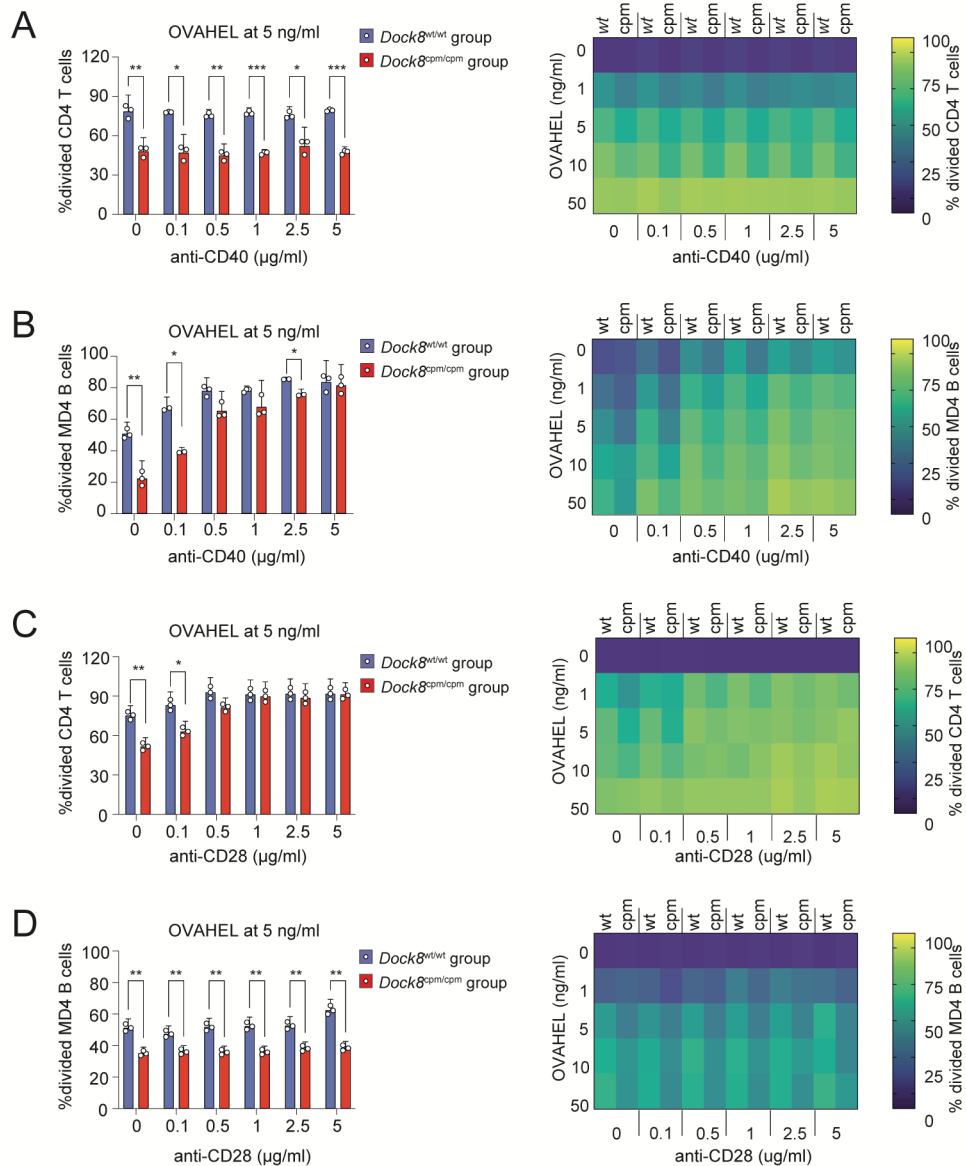 A
OVAHEL at 5 ng/ml
Dock8wt/wt group
Dock8cpm/cpm group
%divided CD4 T cells
120
90
60
30
0
** * ** *** * ***
0 0.1 0.5 1 2.5 5
anti-CD40 (µg/ml)
wt cpm wt cpm wt cpm wt cpm wt cpm wt cpm
OVAHEL (ng/ml)
0
1
5
10
50
0 0.1 0.5 1 2.5 5
anti-CD40 (ug/ml)
100
75
50
25
0
% divided CD4 T cells
B
OVAHEL at 5 ng/ml
Dock8wt/wt group
Dock8cpm/cpm group
%divided MD4 B cells
100
80
60
40
20
0
** * *
0 0.1 0.5 1 2.5 5
anti-CD40 (µg/ml)
wt cpm wt cpm wt cpm wt cpm wt cpm wt cpm
OVAHEL (ng/ml)
0
1
5
10
50
0 0.1 0.5 1 2.5 5
anti-CD40 (ug/ml)
100
75
50
25
0
% divided MD4 B cells
C
OVAHEL at 5 ng/ml
Dock8wt/wt group
Dock8cpm/cpm group
%divided CD4 T cells
120
90
60
30
0
** *
0 0.1 0.5 1 2.5 5
anti-CD28 (µg/ml)
wt cpm wt cpm wt cpm wt cpm wt cpm wt cpm
OVAHEL (ng/ml)
0
1
5
10
50
0 0.1 0.5 1 2.5 5
anti-CD28 (ug/ml)
100
75
50
25
0
% divided CD4 T cells
D
OVAHEL at 5 ng/ml
Dock8wt/wt group
Dock8cpm/cpm group
%divided MD4 B cells
100
80
60
40
20
0
** ** ** ** ** **
0 0.1 0.5 1 2.5 5
anti-CD28 (µg/ml)
wt cpm wt cpm wt cpm wt cpm wt cpm wt cpm
OVAHEL (ng/ml)
0
1
5
10
50
0 0.1 0.5 1 2.5 5
anti-CD28 (ug/ml)
100
75
50
25
0
% divided MD4 B cells